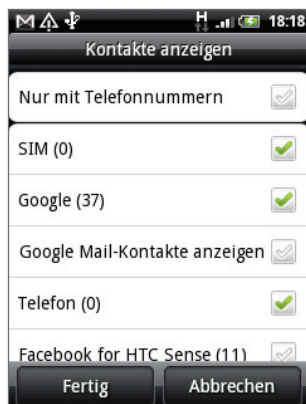 H 18:18
Kontakte anzeigen
Nur mit Telefonnummern
SIM (0)
Google (37)
Google Mail-Kontakte anzeigen
Telefon (0)
Facebook for HTC Sense (11)
Fertig Abbrechen